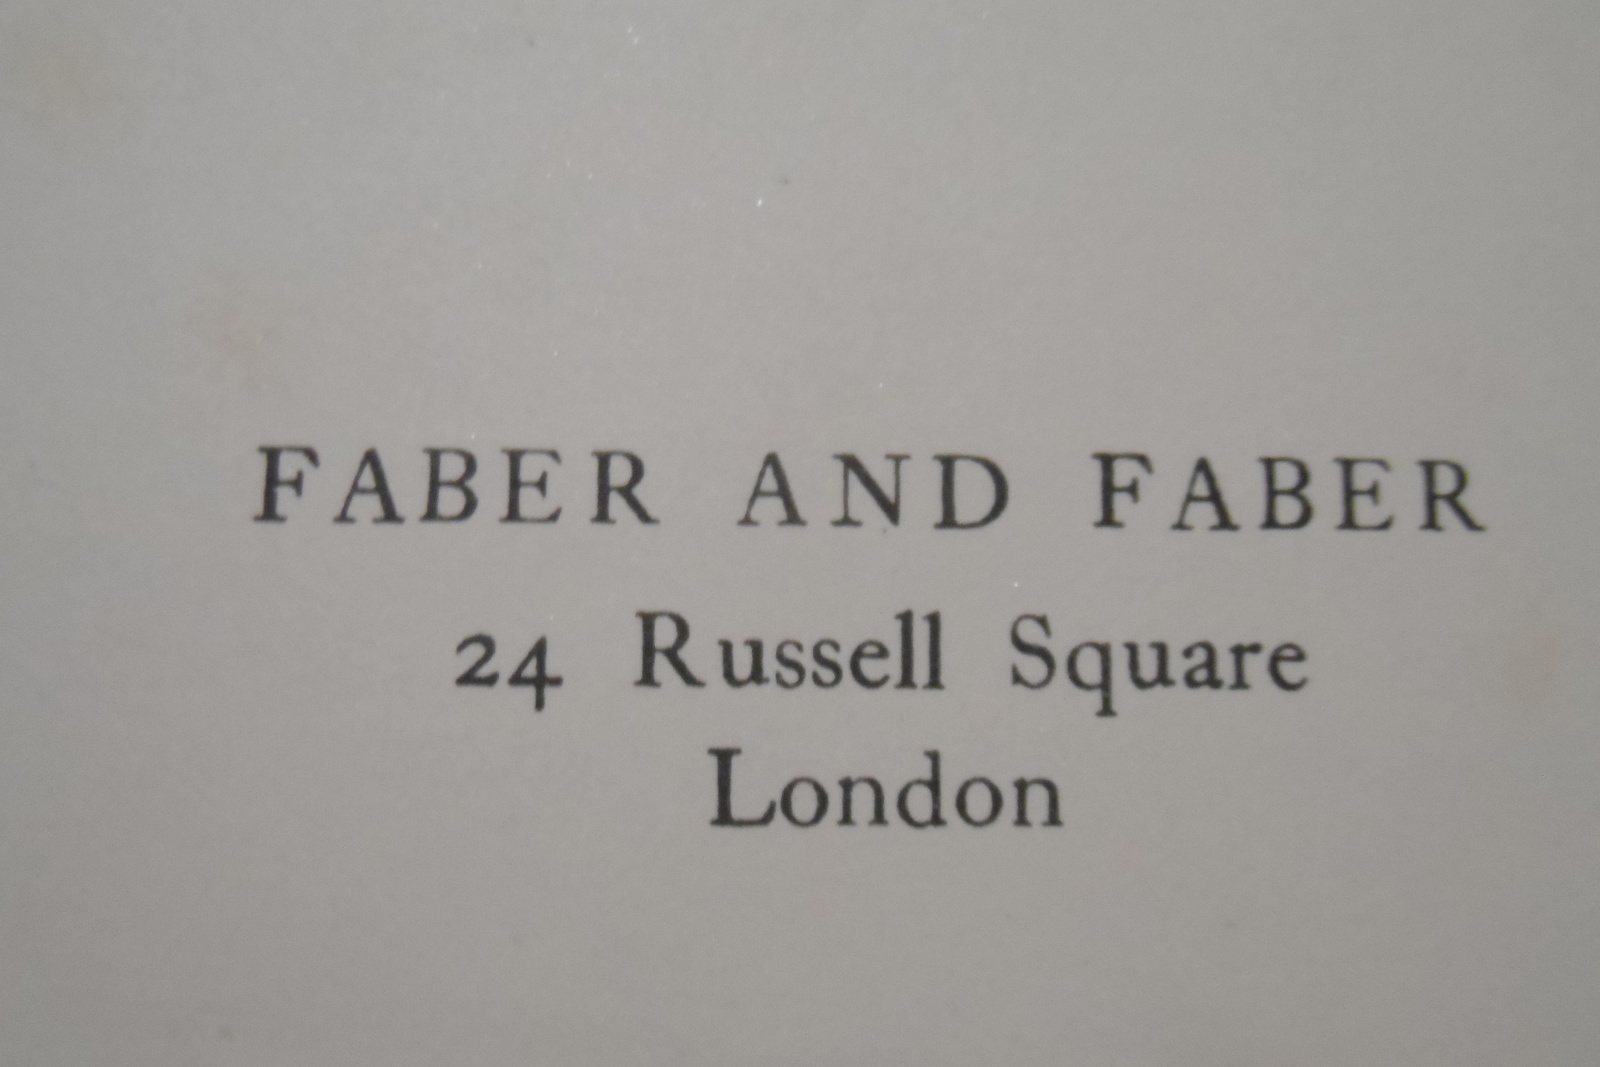 FABER AND FABER
24 Russell Square
London